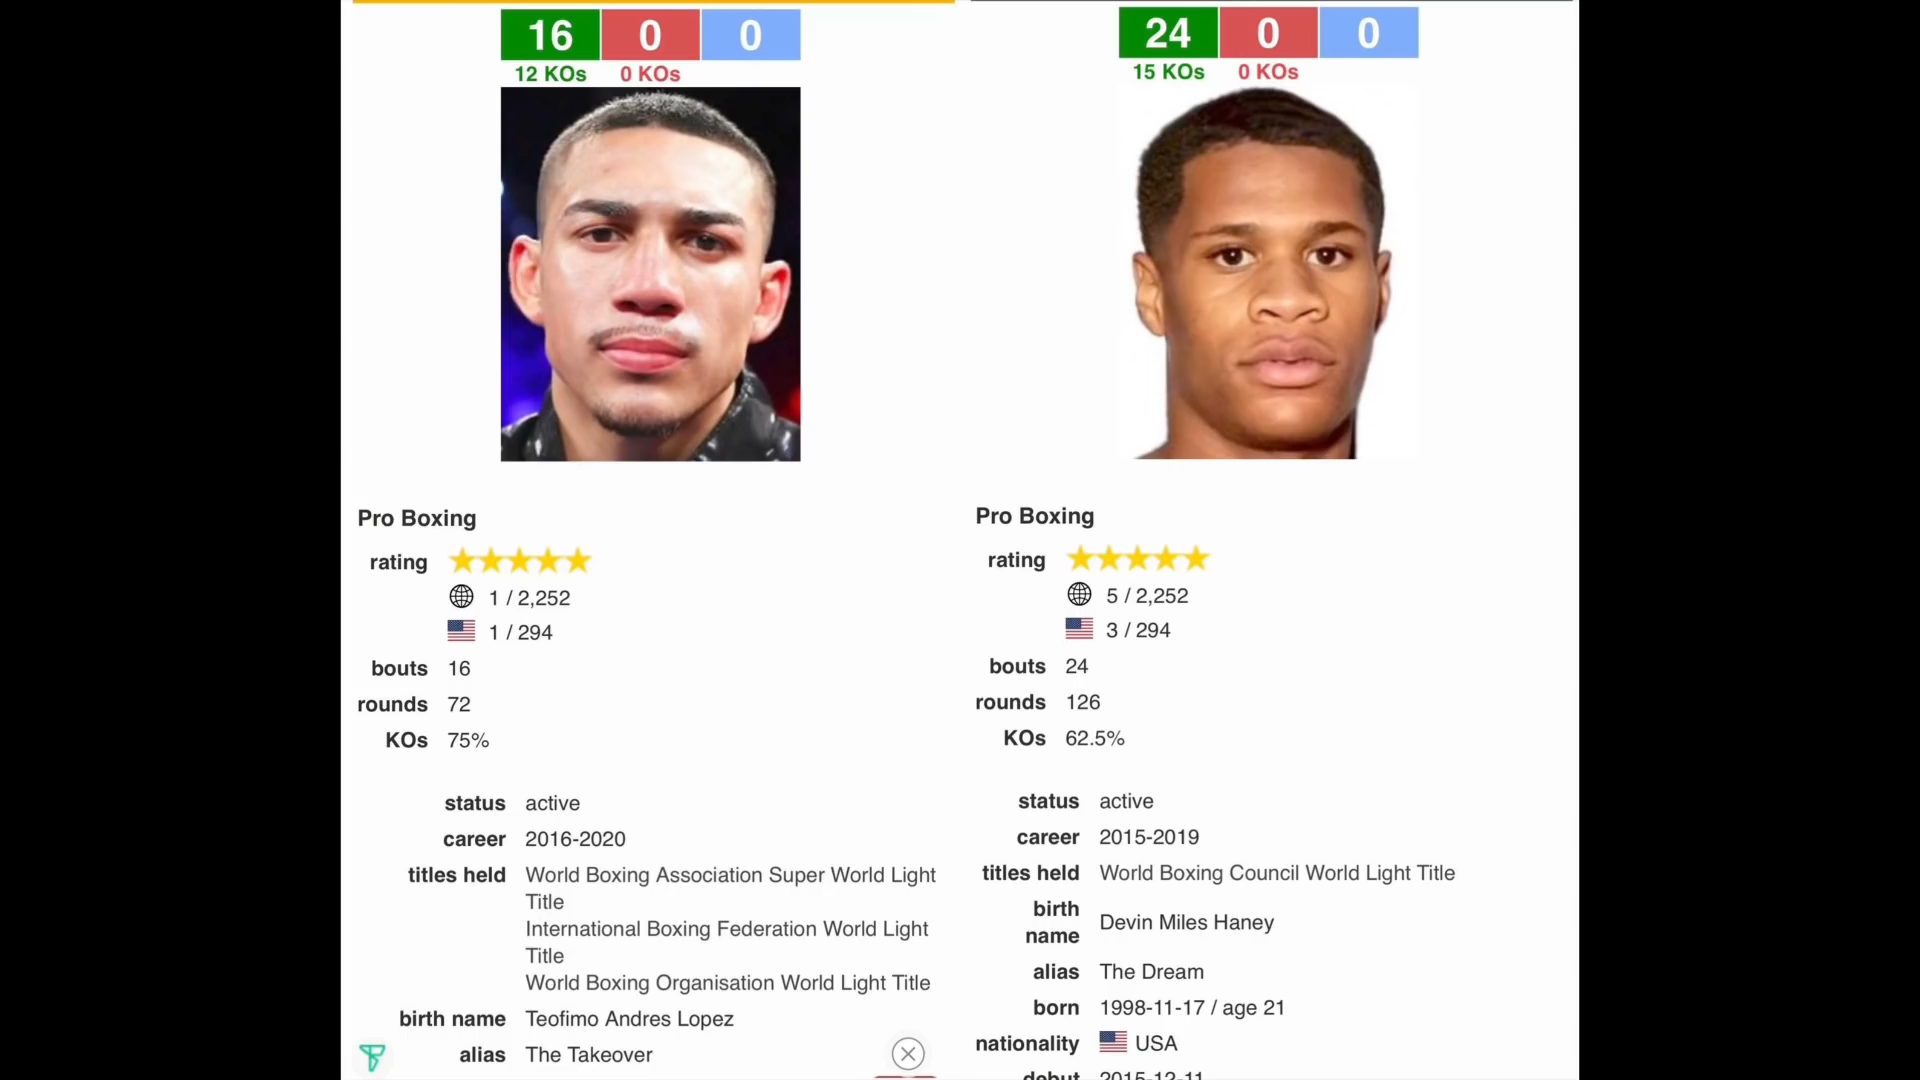 16 0 0
12 KOs 0 KOs
Pro Boxing
rating
1 / 2,252
1 / 294
bouts 16
rounds 72
KOs 75%
status active
career 2016-2020
titles held World Boxing Association Super World Light
Title
International Boxing Federation World Light
Title
World Boxing Organisation World Light Title
birth name Teofimo Andres Lopez
alias The Takeover
24 0 0
15 KOs 0 KOs
Pro Boxing
rating
5 / 2,252
3 / 294
bouts 24
rounds 126
KOs 62.5%
status active
career 2015-2019
titles held World Boxing Council World Light Title
birth
name Devin Miles Haney
alias The Dream
born 1998-11-17 / age 21
nationality USA
debut 2015-12-11